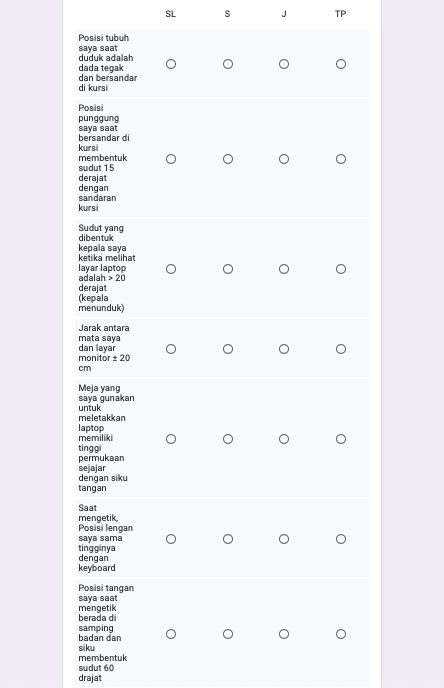 SL S J TP
Posisi tubuh
saya saat
duduk adalah
dada tegak
dan bersandar
di kursi
Posisi
punggung
saya saat
bersandar di
kursi
membentuk
sudut 15
derajat
dengan
sandaran
kursi
Sudut yang
dibentuk
kepala saya
ketika melihat
layar laptop
adalah > 20
derajat
(kepala
menunduk)
Jarak antara
mata saya
dan layar
monitor ± 20
cm
Meja yang
saya gunakan
untuk
meletakkan
laptop
memiliki
tinggi
permukaan
sejajar
dengan siku
tangan
Saat
mengetik,
Posisi lengan
saya sama
tingginya
dengan
keyboard
Posisi tangan
saya saat
mengetik
berada di
samping
badan dan
siku
membentuk
sudut 60
drajat